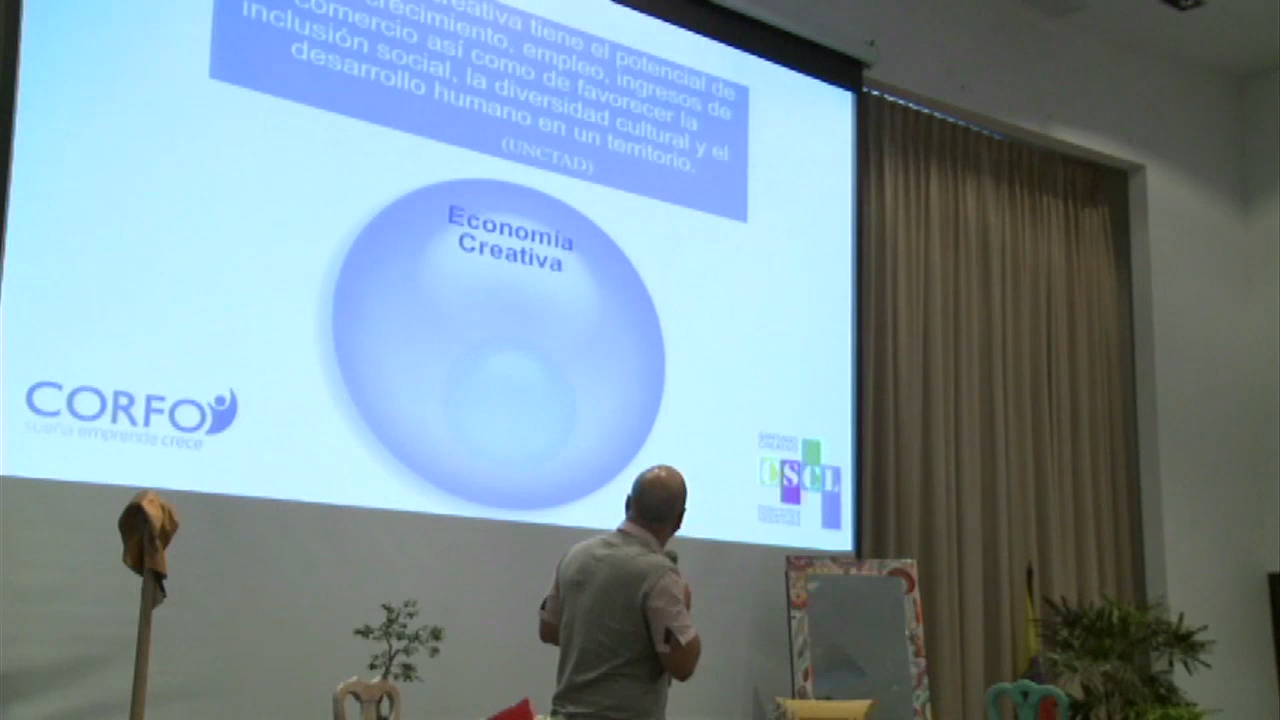 creativa tiene el potencial de
crecimiento, empleo, ingresos de
comercio así como de favorecer la
inclusión social, la diversidad cultural y el
desarrollo humano en un territorio.
(UNCTAD)
Economía
Creativa
CORFO
sueña emprende crece
CSCL